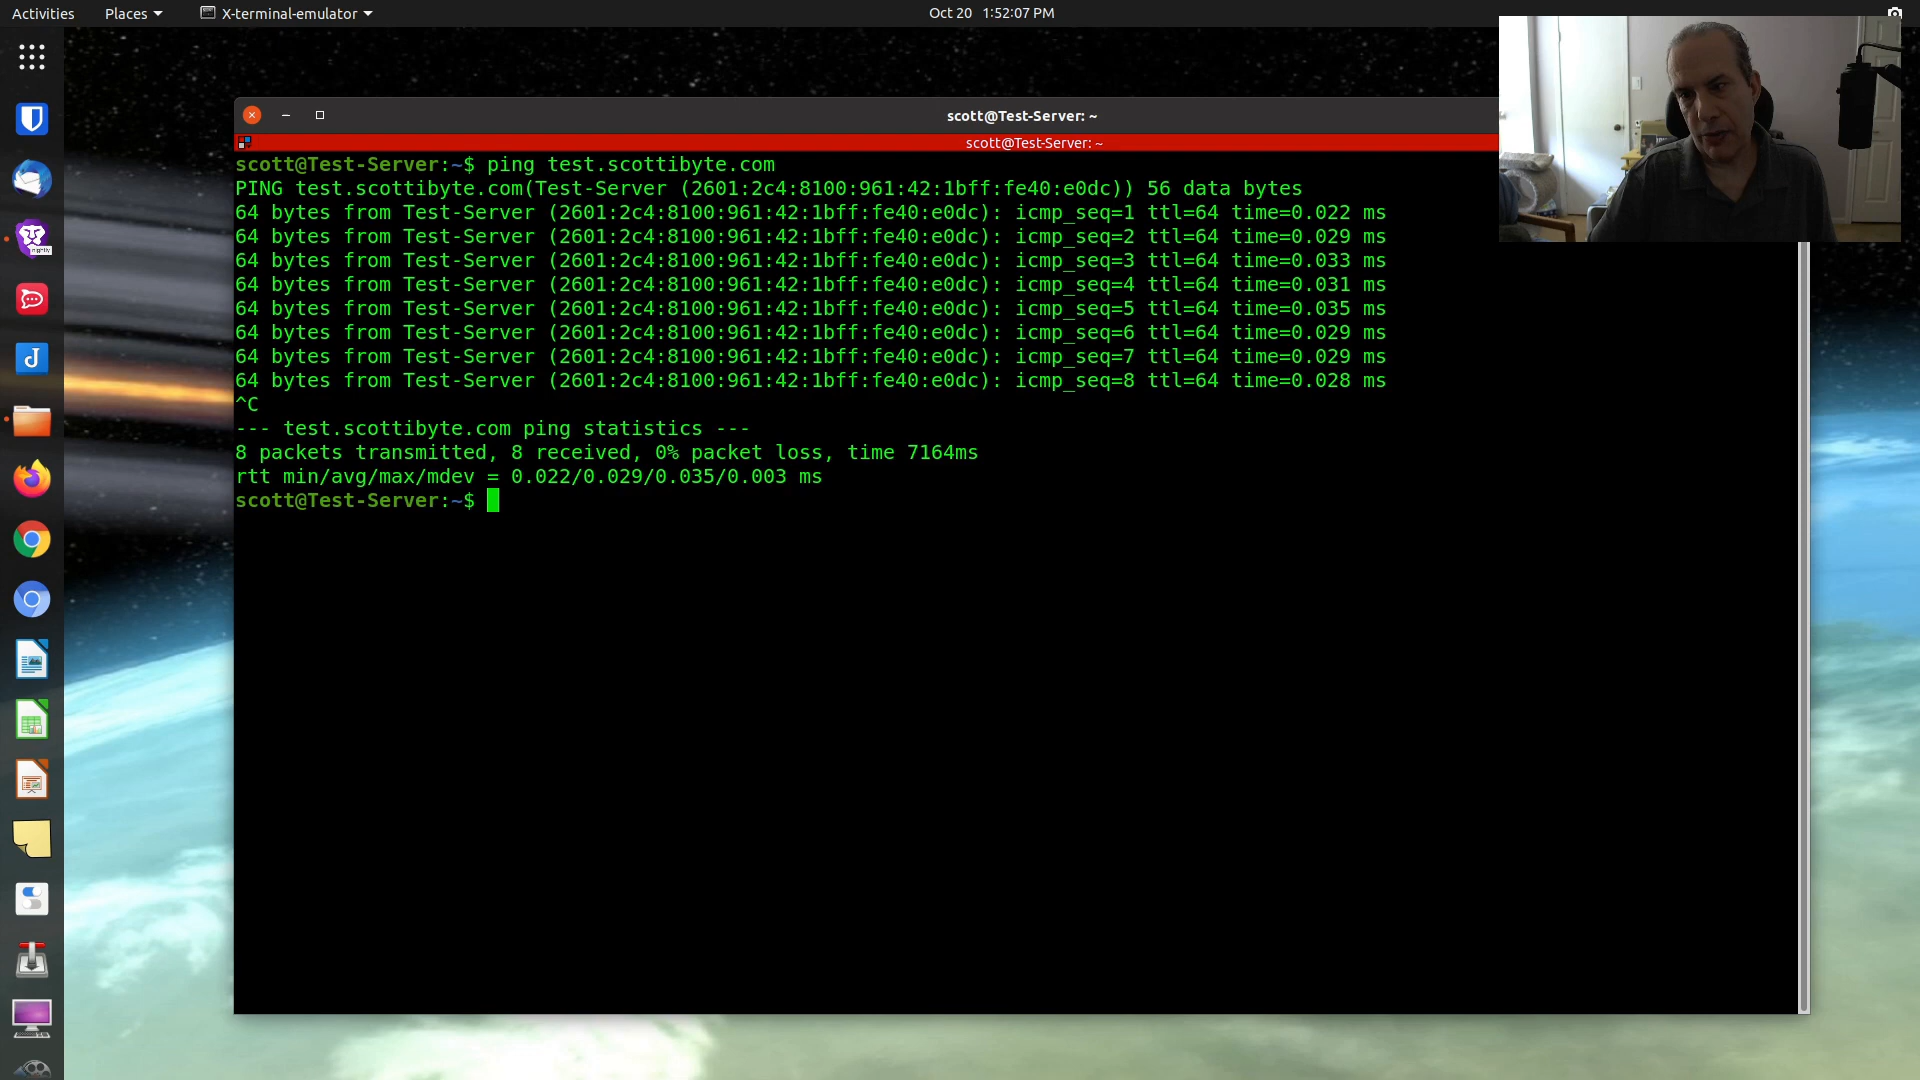 Activities Places X-terminal-emulator Oct 20 1:52:07 PM
scott@Test-Server: ~
scott@Test-Server: ~
scott@Test-Server:~$ ping test.scottibyte.com
PING test.scottibyte.com(Test-Server (2601:2c4:8100:961:42:1bff:fe40:e0dc)) 56 data bytes
64 bytes from Test-Server (2601:2c4:8100:961:42:1bff:fe40:e0dc): icmp_seq=1 ttl=64 time=0.022 ms
64 bytes from Test-Server (2601:2c4:8100:961:42:1bff:fe40:e0dc): icmp_seq=2 ttl=64 time=0.029 ms
64 bytes from Test-Server (2601:2c4:8100:961:42:1bff:fe40:e0dc): icmp_seq=3 ttl=64 time=0.033 ms
64 bytes from Test-Server (2601:2c4:8100:961:42:1bff:fe40:e0dc): icmp_seq=4 ttl=64 time=0.031 ms
64 bytes from Test-Server (2601:2c4:8100:961:42:1bff:fe40:e0dc): icmp_seq=5 ttl=64 time=0.035 ms
64 bytes from Test-Server (2601:2c4:8100:961:42:1bff:fe40:e0dc): icmp_seq=6 ttl=64 time=0.029 ms
64 bytes from Test-Server (2601:2c4:8100:961:42:1bff:fe40:e0dc): icmp_seq=7 ttl=64 time=0.029 ms
64 bytes from Test-Server (2601:2c4:8100:961:42:1bff:fe40:e0dc): icmp_seq=8 ttl=64 time=0.028 ms
^C
--- test.scottibyte.com ping statistics ---
8 packets transmitted, 8 received, 0% packet loss, time 7164ms
rtt min/avg/max/mdev = 0.022/0.029/0.035/0.003 ms
scott@Test-Server:~$